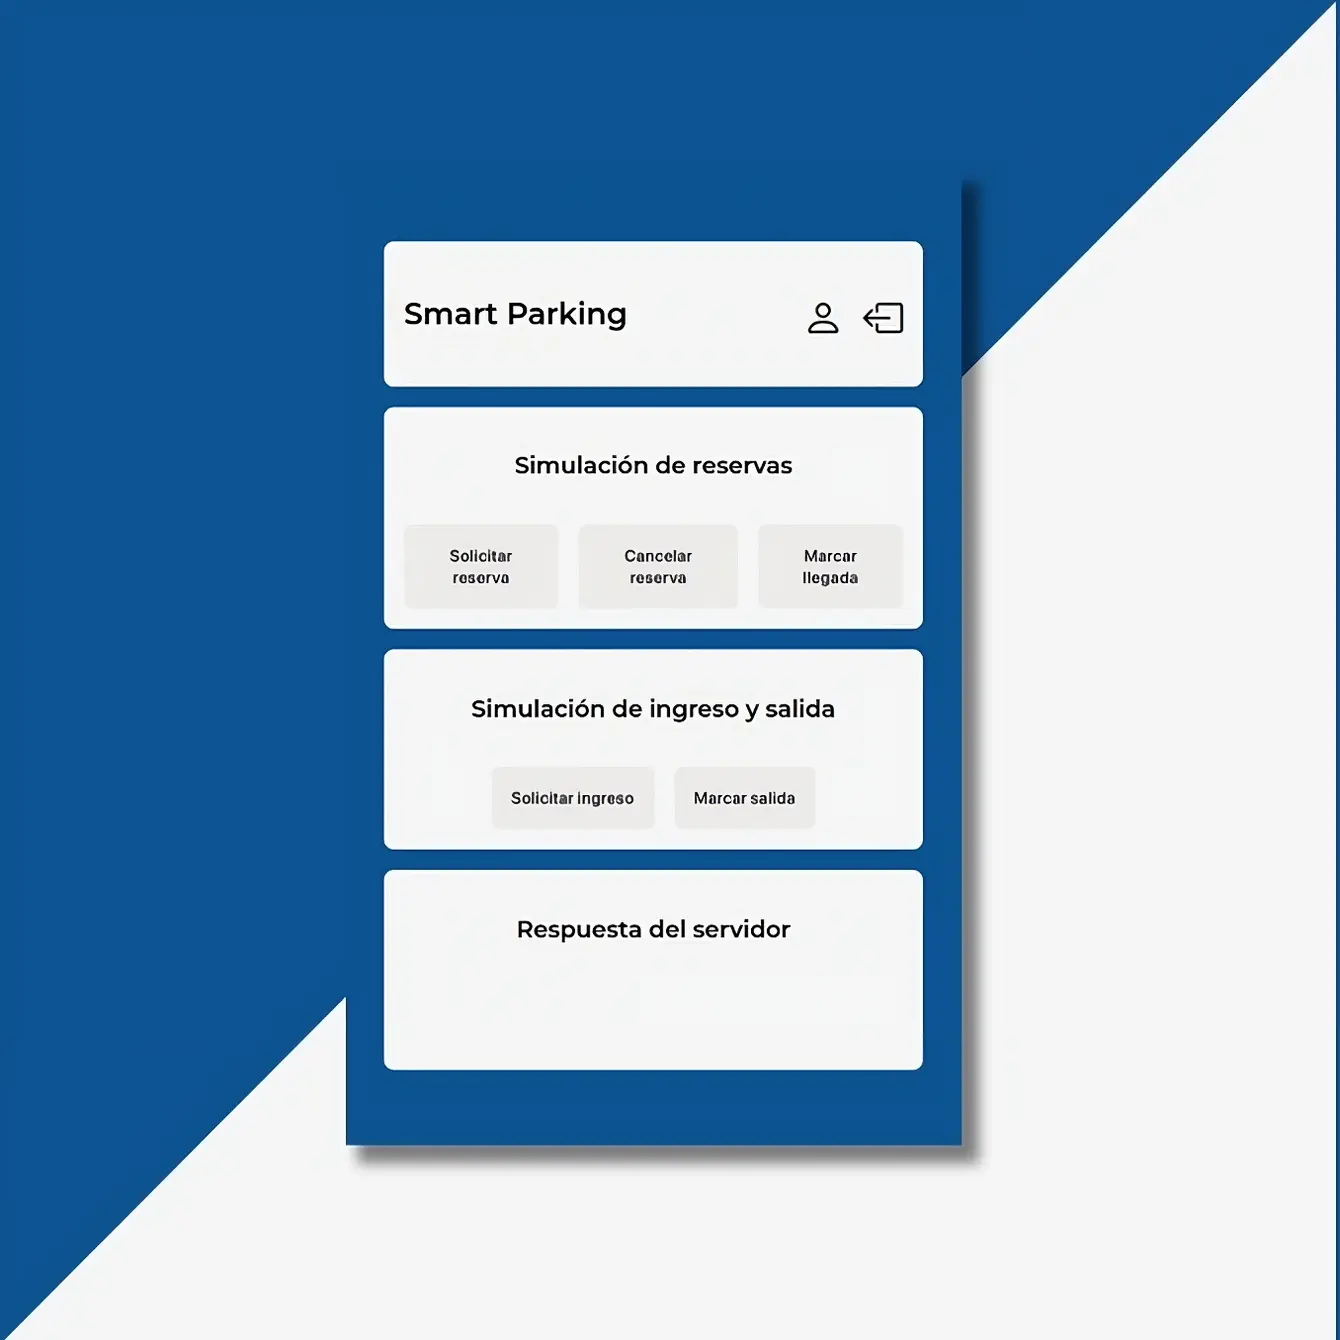 Smart Parking
Simulación de reservas
Solicitar
reserva
Cancelar
reserva
Marcar
llegada
Simulación de ingreso y salida
Solicitar ingreso
Marcar salida
Respuesta del servidor